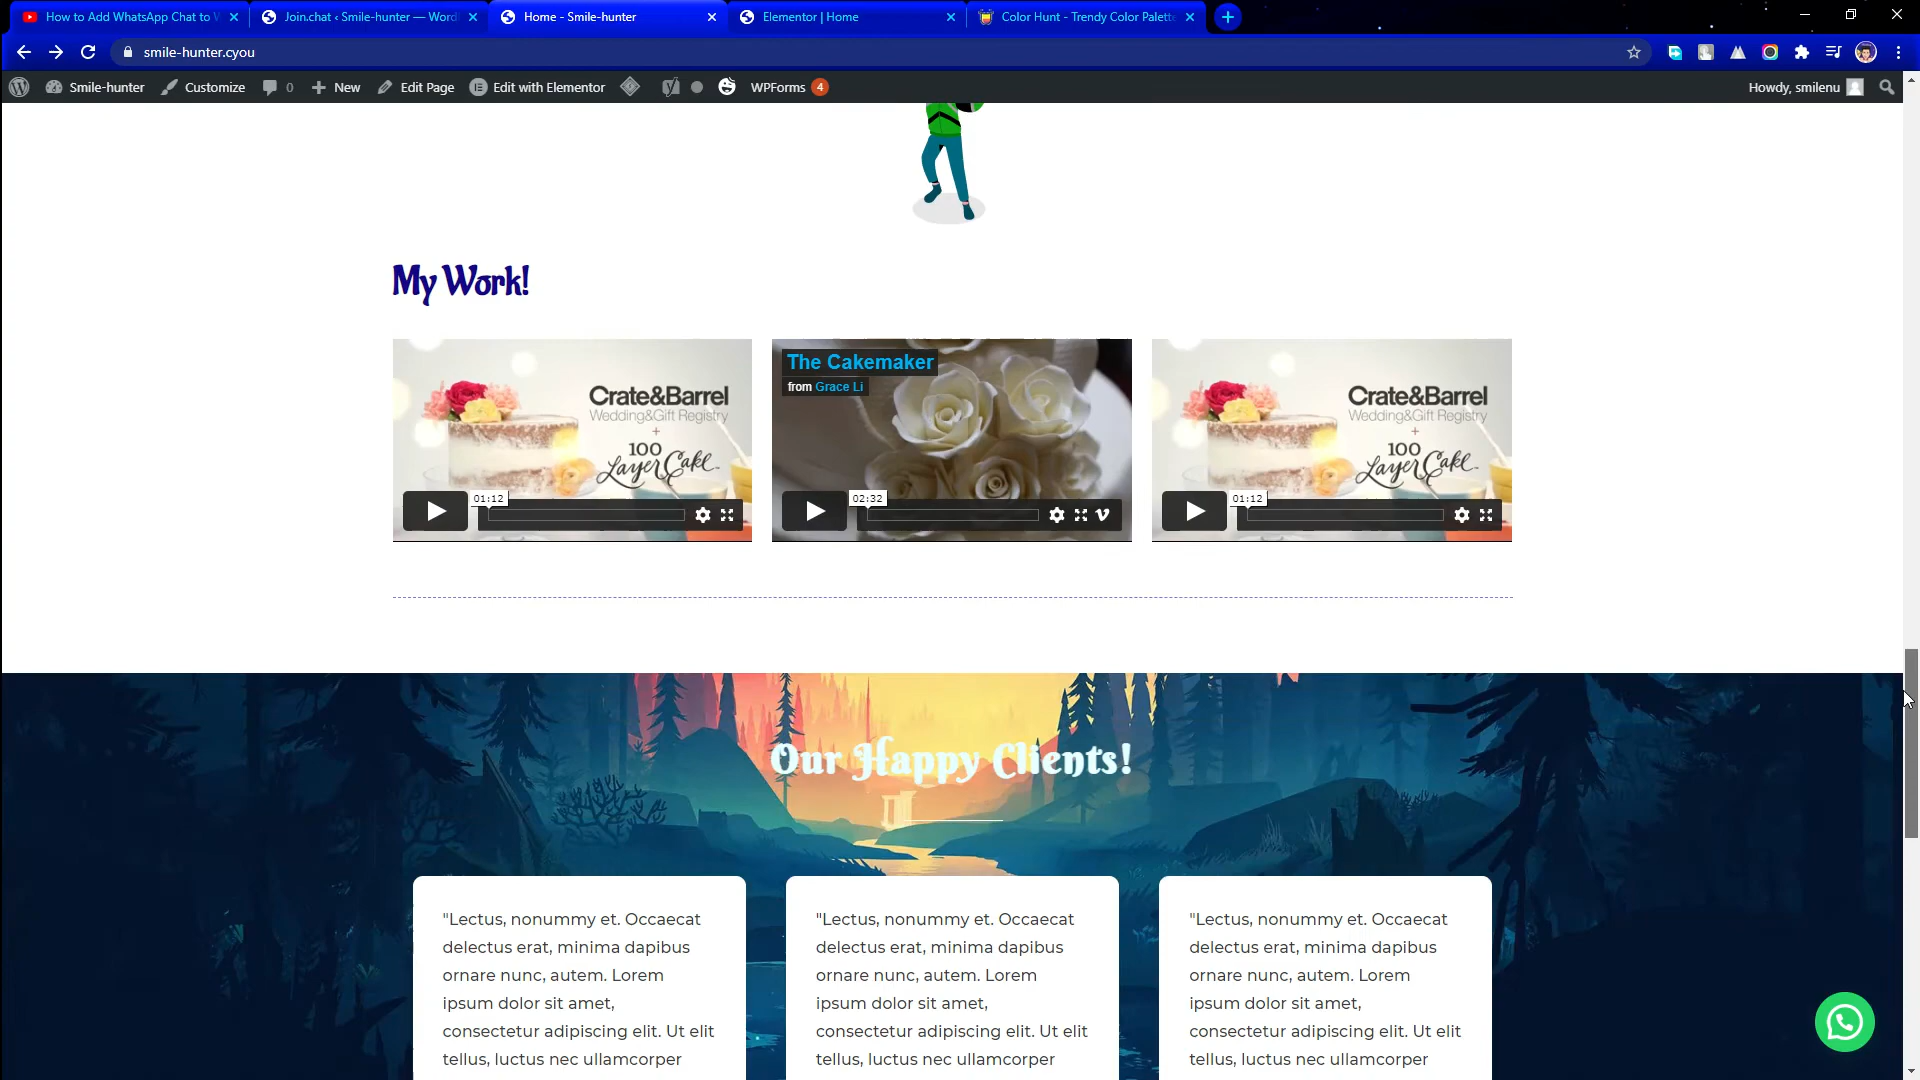 How to Add WhatsApp Chat to W
Join.chat ‹ Smile-hunter — Word
Home - Smile-hunter
Elementor | Home
Color Hunt - Trendy Color Palett
smile-hunter.cyou
Smile-hunter
Customize
0
New
Edit Page
Edit with Elementor
WPForms 4
Howdy, smilenu
My Work!
Crate&Barrel
Wedding&Gift Registry
+
100
Layer Cake
01:12
The Cakemaker
from Grace Li
02:32
Crate&Barrel
Wedding&Gift Registry
+
100
Layer Cake
01:12
Our Happy Clients!
"Lectus, nonummy et. Occaecat
delectus erat, minima dapibus
ornare nunc, autem. Lorem
ipsum dolor sit amet,
consectetur adipiscing elit. Ut elit
tellus, luctus nec ullamcorper
"Lectus, nonummy et. Occaecat
delectus erat, minima dapibus
ornare nunc, autem. Lorem
ipsum dolor sit amet,
consectetur adipiscing elit. Ut elit
tellus, luctus nec ullamcorper
"Lectus, nonummy et. Occaecat
delectus erat, minima dapibus
ornare nunc, autem. Lorem
ipsum dolor sit amet,
consectetur adipiscing elit. Ut elit
tellus, luctus nec ullamcorper